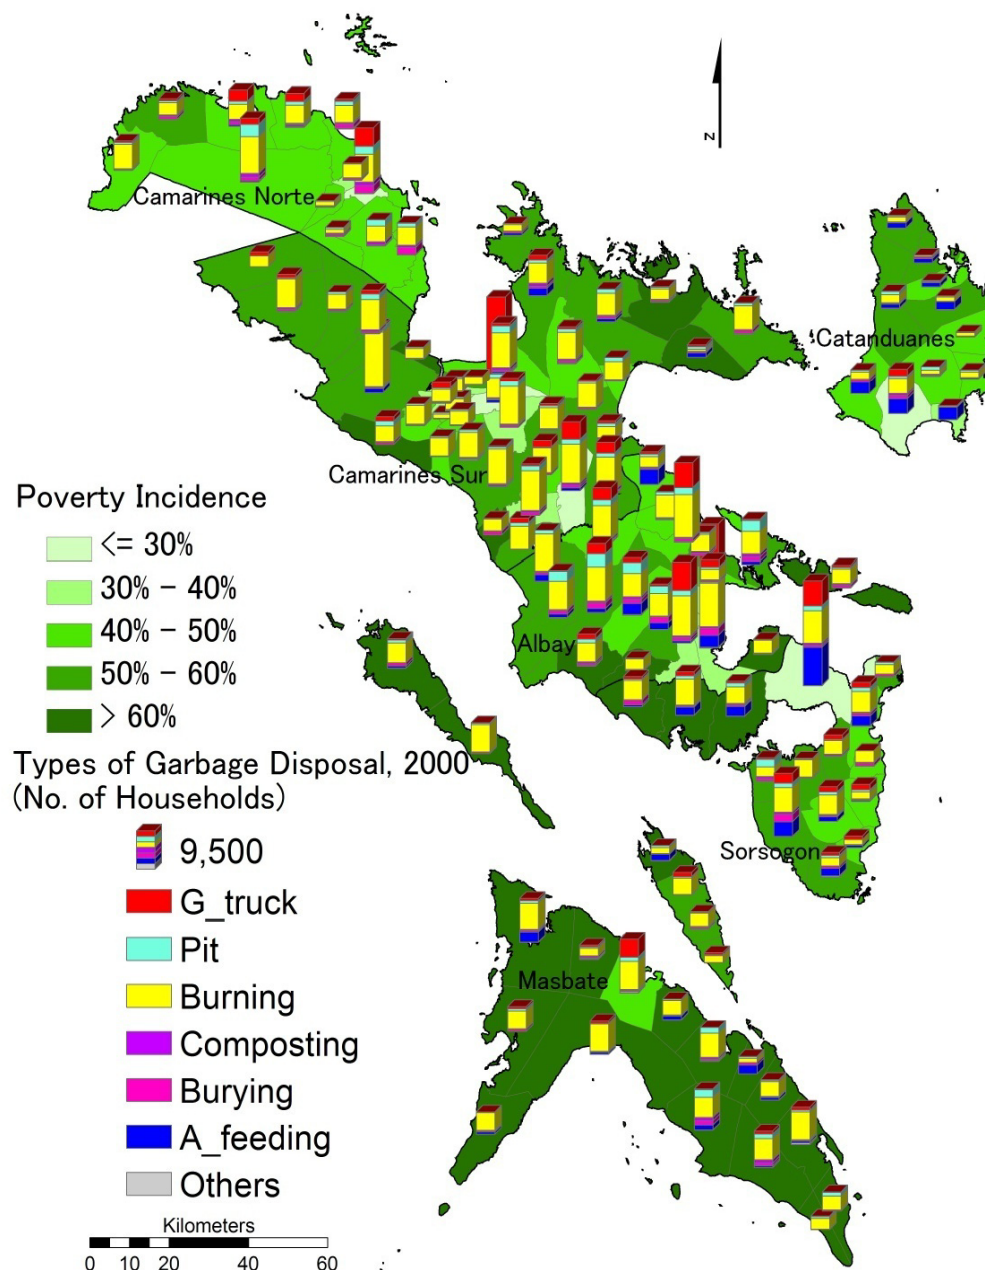 N
Camarines Norte
Catanduanes
Camarines Sur
Poverty Incidence
<= 30%
30% - 40%
40% - 50%
50% - 60%
> 60%
Albay
Types of Garbage Disposal, 2000
(No. of Households)
9,500
Sorsogon
G_truck
Pit
Masbate
Burning
Composting
Burying
A_feeding
Others
Kilometers
0 10 20 40 60